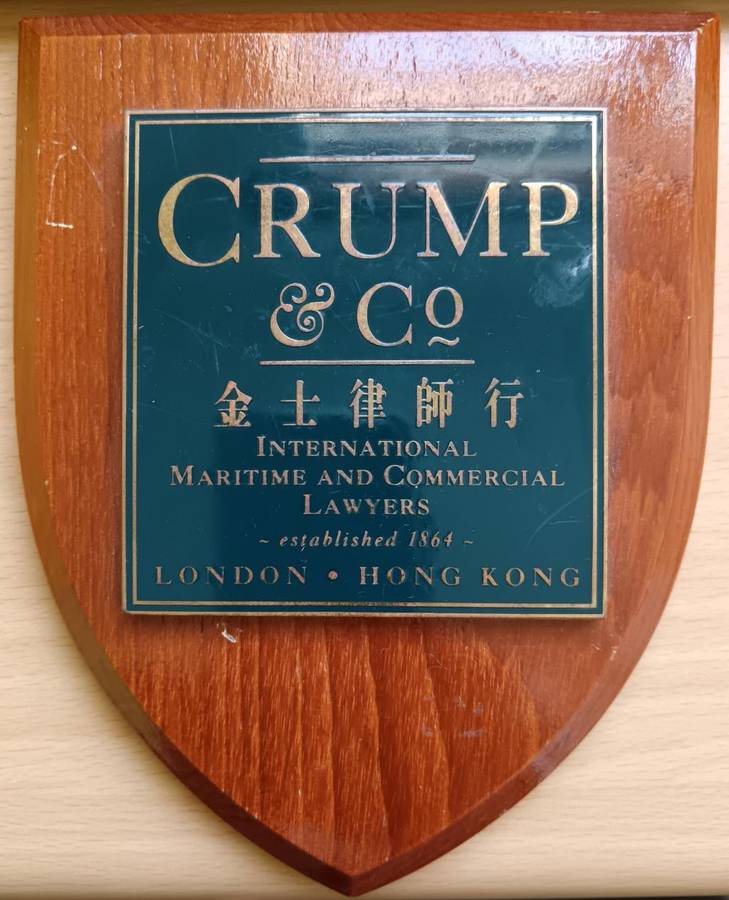 CRUMP
& Co
金士律師行
INTERNATIONAL
MARITIME AND COMMERCIAL
LAWYERS
~ established 1864 ~
LONDON • HONG KONG